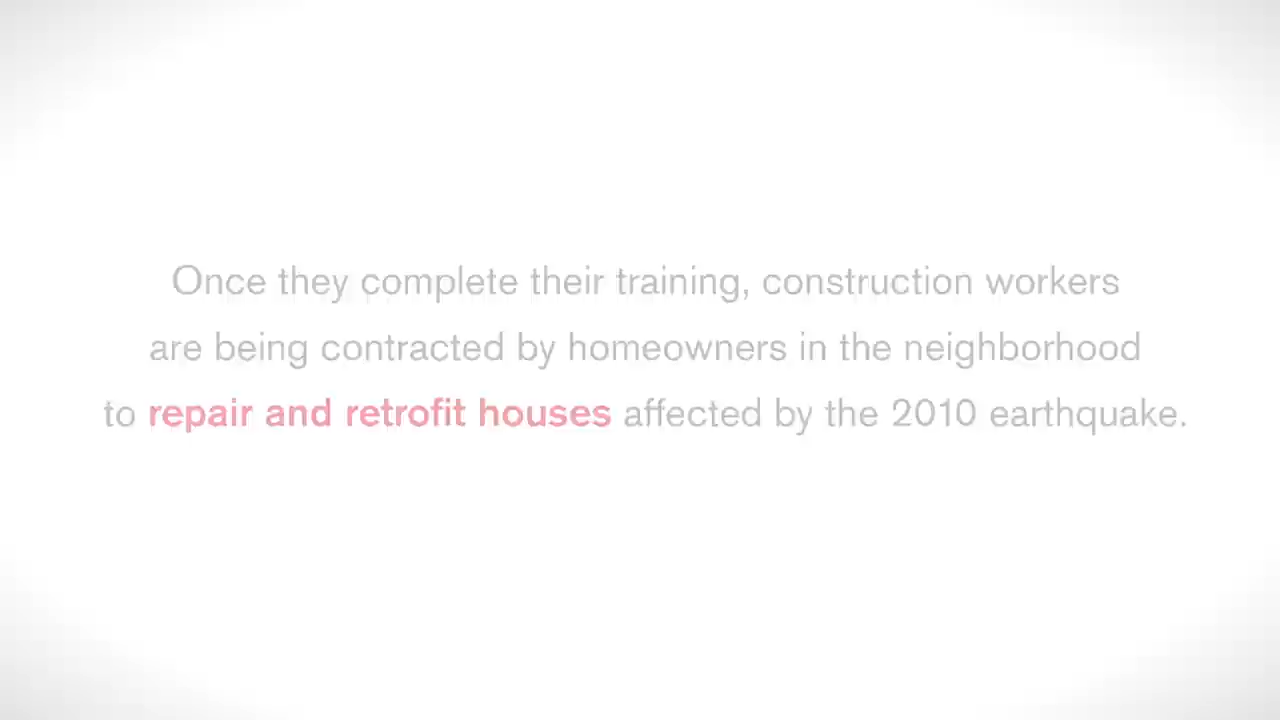 Once they complete their training, construction workers
are being contracted by homeowners in the neighborhood
to repair and retrofit houses affected by the 2010 earthquake.